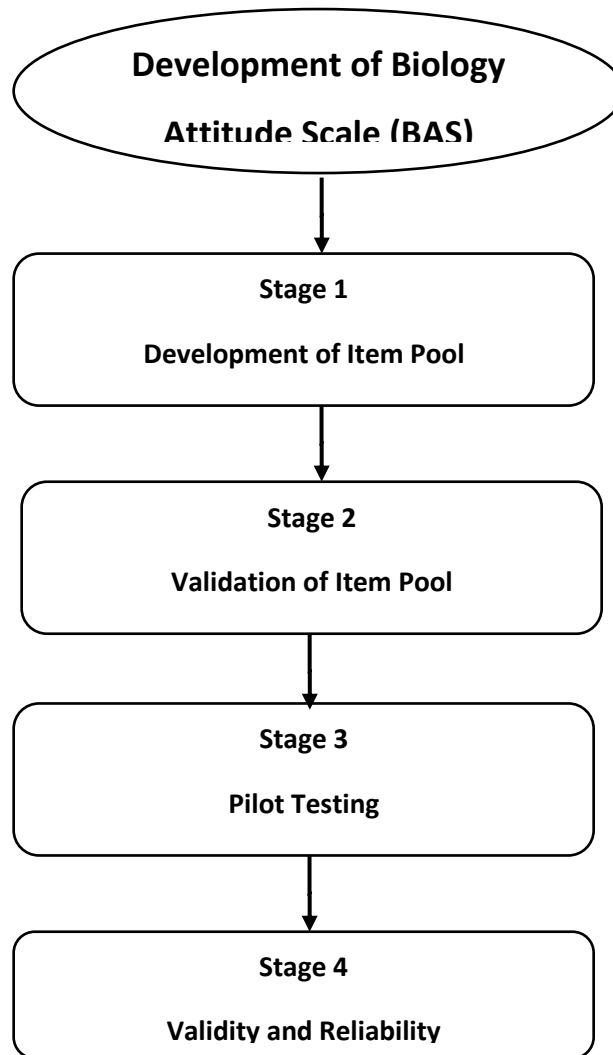 Development of Biology
Attitude Scale (BAS)
Stage 1
Development of Item Pool
Stage 2
Validation of Item Pool
Stage 3
Pilot Testing
Stage 4
Validity and Reliability